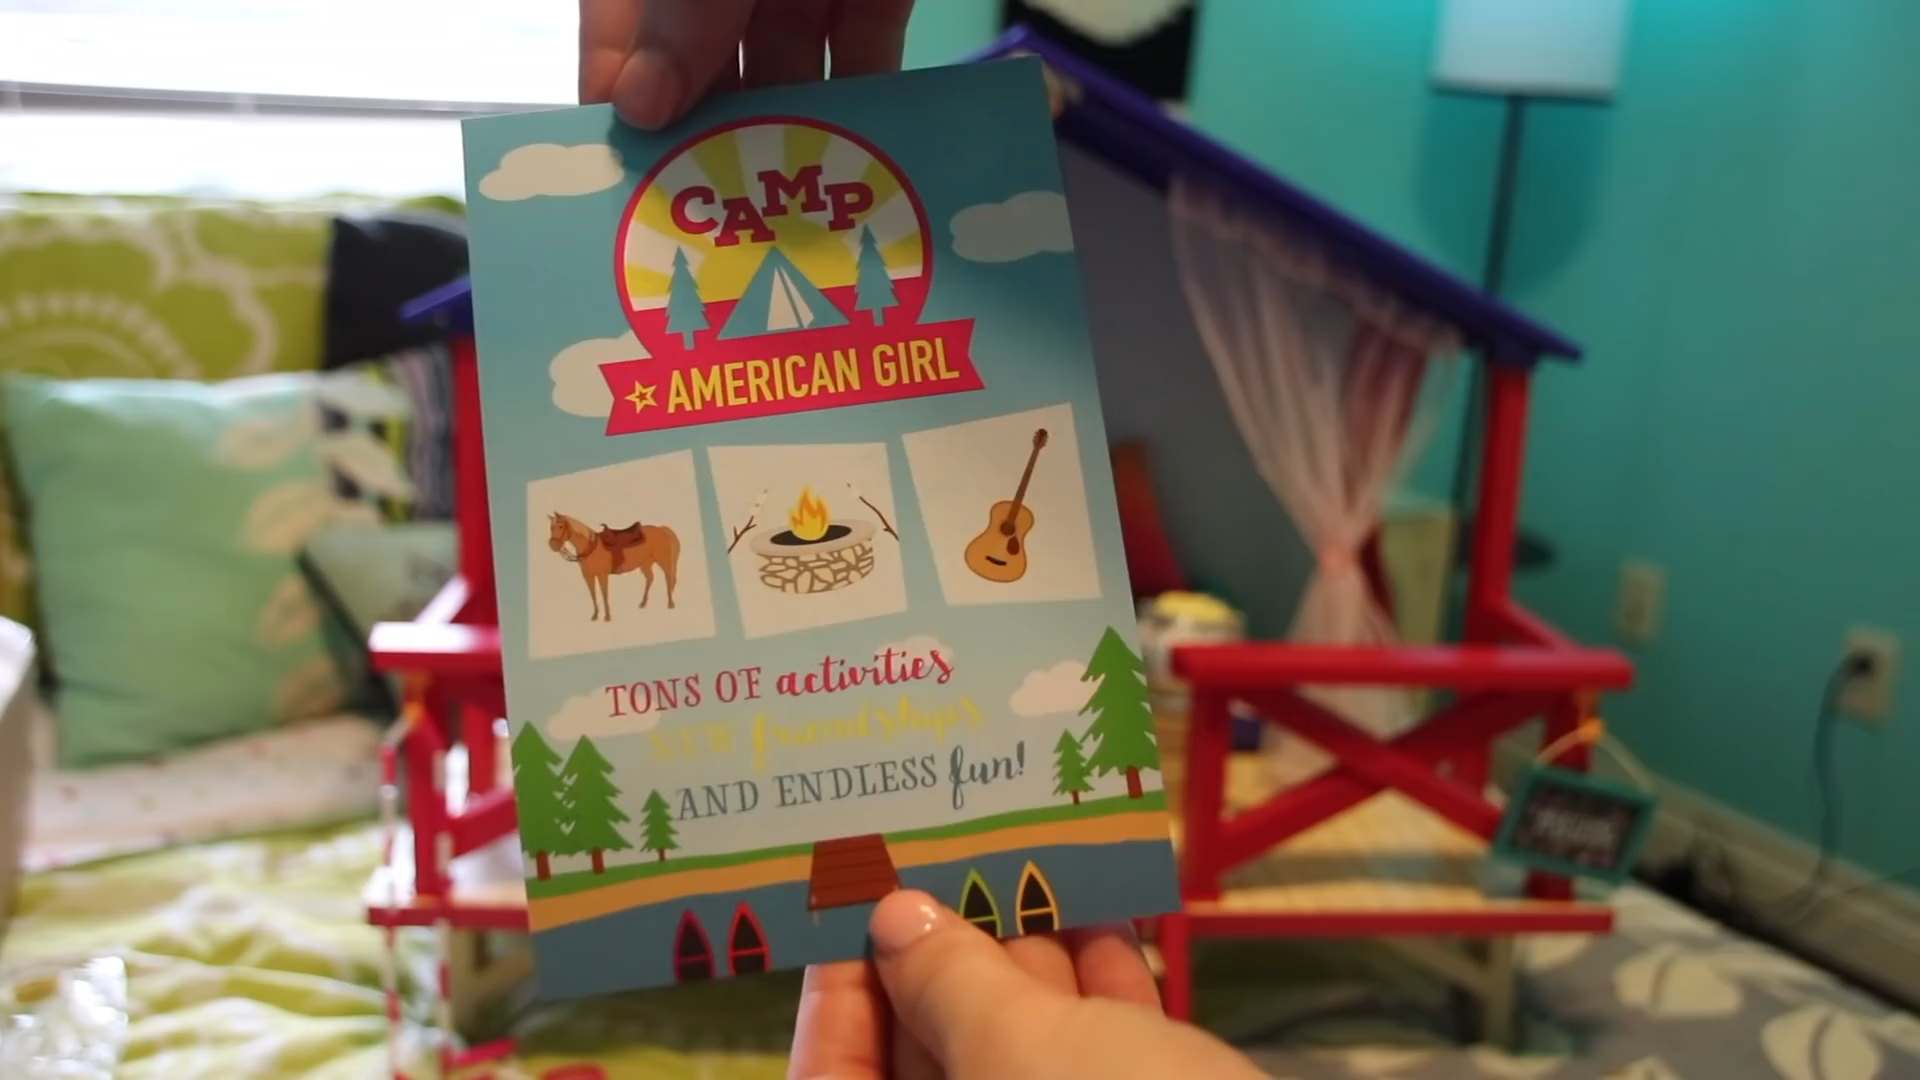 CAMP
AMERICAN GIRL
TONS OF activities
NEW friendships
AND ENDLESS fun!